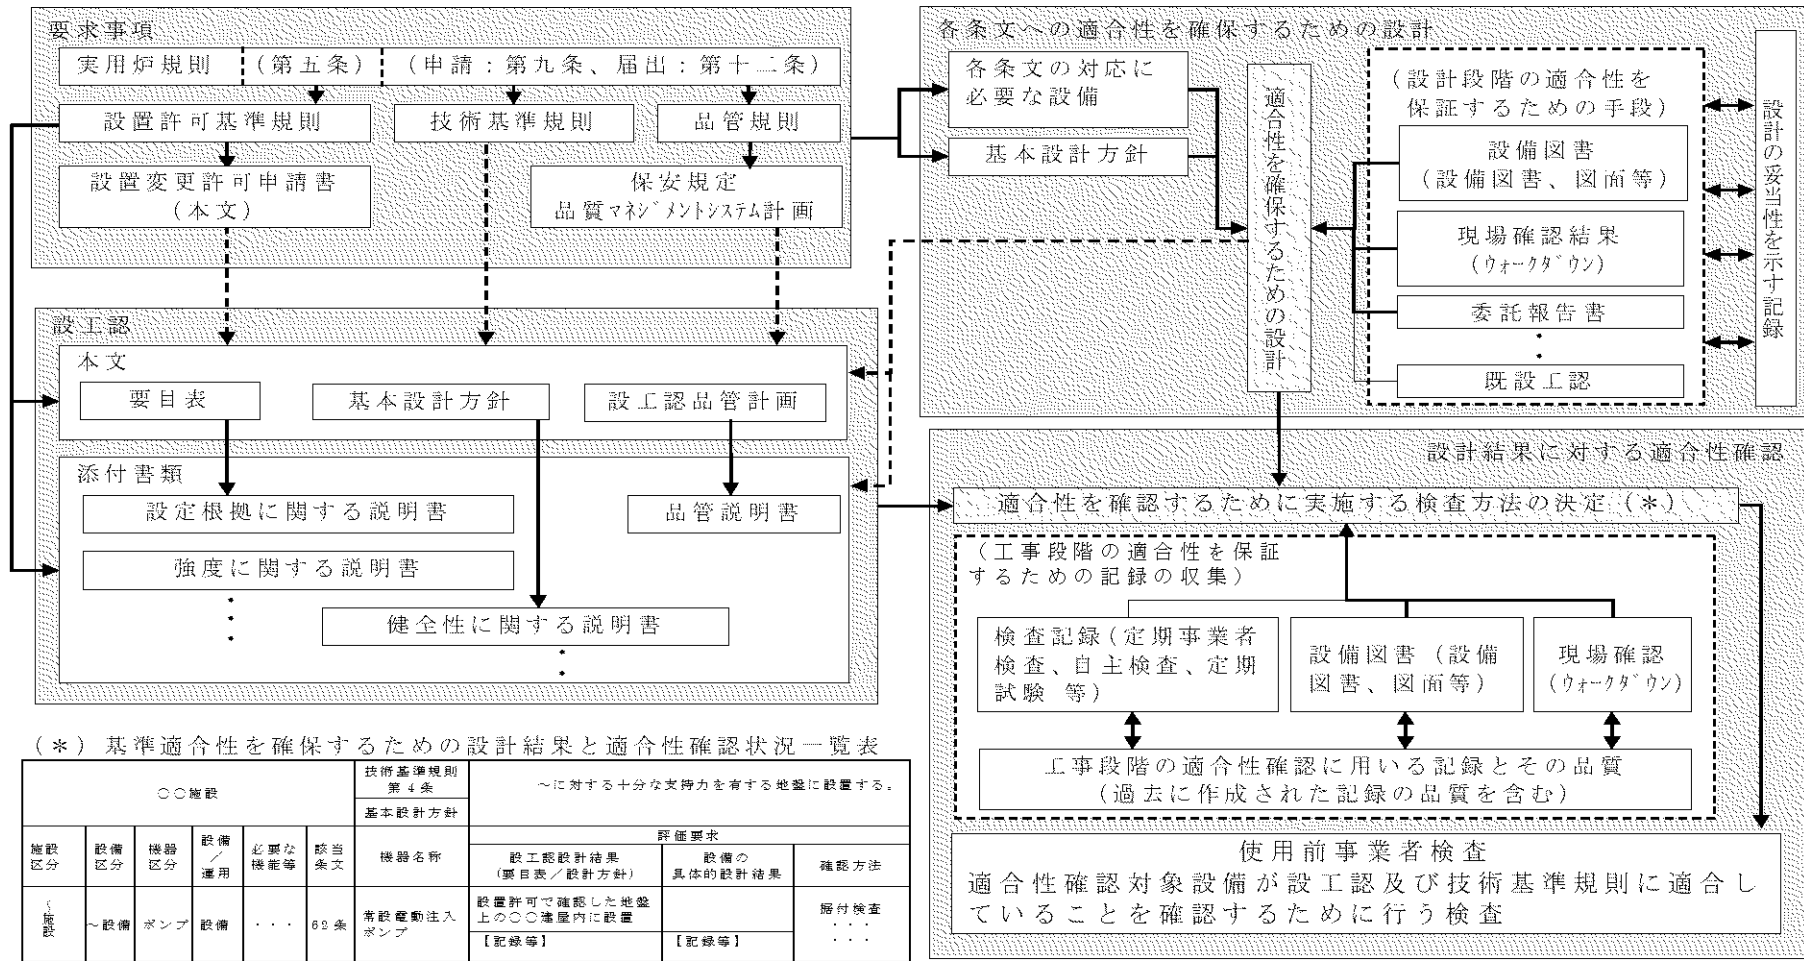 要求事項
実用炉規則
(第五条)
(申請：第九条、届出：第十二条)
設置許可基準規則
技術基準規則
品管規則
設置変更許可申請書
(本文)
保安規定
品質マネジメントシステム計画
各条文への適合性を確保するための設計
各条文の対応に
必要な設備
基本設計方針
適合性を確保するための設計
(設計段階の適合性を
保証するための手段)
設備図書
(設備図書、図面等)
現場確認結果
(ウォークダウン)
委託報告書
・
・
既設工認
設計の妥当性を示す記録
設工認
本文
要目表
基本設計方針
設工認品管計画
添付書類
設定根拠に関する説明書
品管説明書
強度に関する説明書
・
・
・
健全性に関する説明書
・
・
設計結果に対する適合性確認
適合性を確認するために実施する検査方法の決定 (＊)
(工事段階の適合性を保証
するための記録の収集)
検査記録(定期事業者
検査、自主検査、定期
試験 等)
設備図書 (設備
図書、図面等)
現場確認
(ウォークダウン)
工事段階の適合性確認に用いる記録とその品質
(過去に作成された記録の品質を含む)
使用前事業者検査
適合性確認対象設備が設工認及び技術基準規則に適合し
ていることを確認するために行う検査
(＊) 基準適合性を確保するための設計結果と適合性確認状況一覧表
○○施設
技術基準規則
第４条
～に対する十分な支持力を有する地盤に設置する。
基本設計方針
施設
区分
設備
区分
機器
区分
設備
／
運用
必要な
機能等
該当
条文
機器名称
評価要求
設工認設計結果
(要目表／設計方針)
設備の
具体的設計結果
確認方法
～施設
～設備
ポンプ
設備
・・・
62条
常設電動注入
ポンプ
設置許可で確認した地盤
上の○○建屋内に設置
【記録等】
【記録等】
据付検査
・・・
・・・